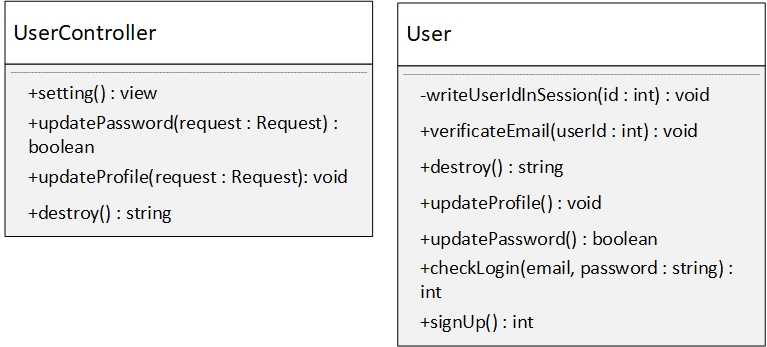 UserController
+setting() : view
+updatePassword(request : Request) :
boolean
+updateProfile(request : Request): void
+destroy() : string
User
-writeUserIdInSession(id : int) : void
+verificateEmail(userId : int) : void
+destroy() : string
+updateProfile() : void
+updatePassword() : boolean
+checkLogin(email, password : string) :
int
+signUp() : int